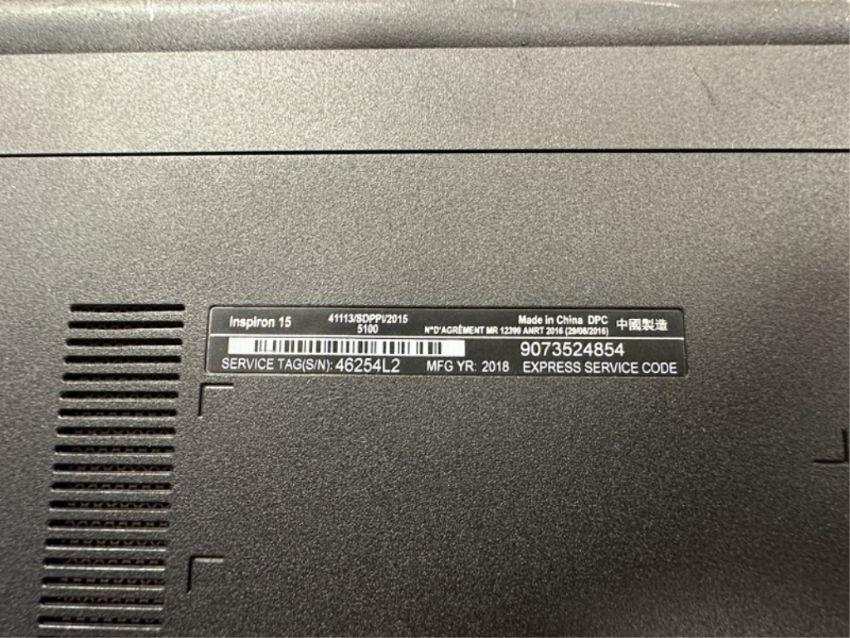 Inspiron 15
41113/SDPPI/2015
5100
Made in China DPC 中國製造
N°D'AGRÉMENT MR 12399 ANRT 2016 (29/08/2016)
9073524854
SERVICE TAG(S/N): 46254L2 MFG YR: 2018 EXPRESS SERVICE CODE